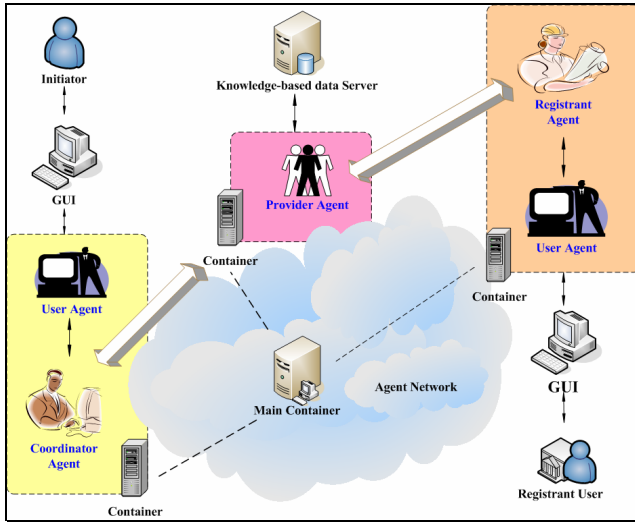 Initiator
Knowledge-based data Server
Registrant
Agent
GUI
Provider Agent
User Agent
Container
Container
User Agent
Main Container
Agent Network
GUI
Coordinator
Agent
Container
Registrant User